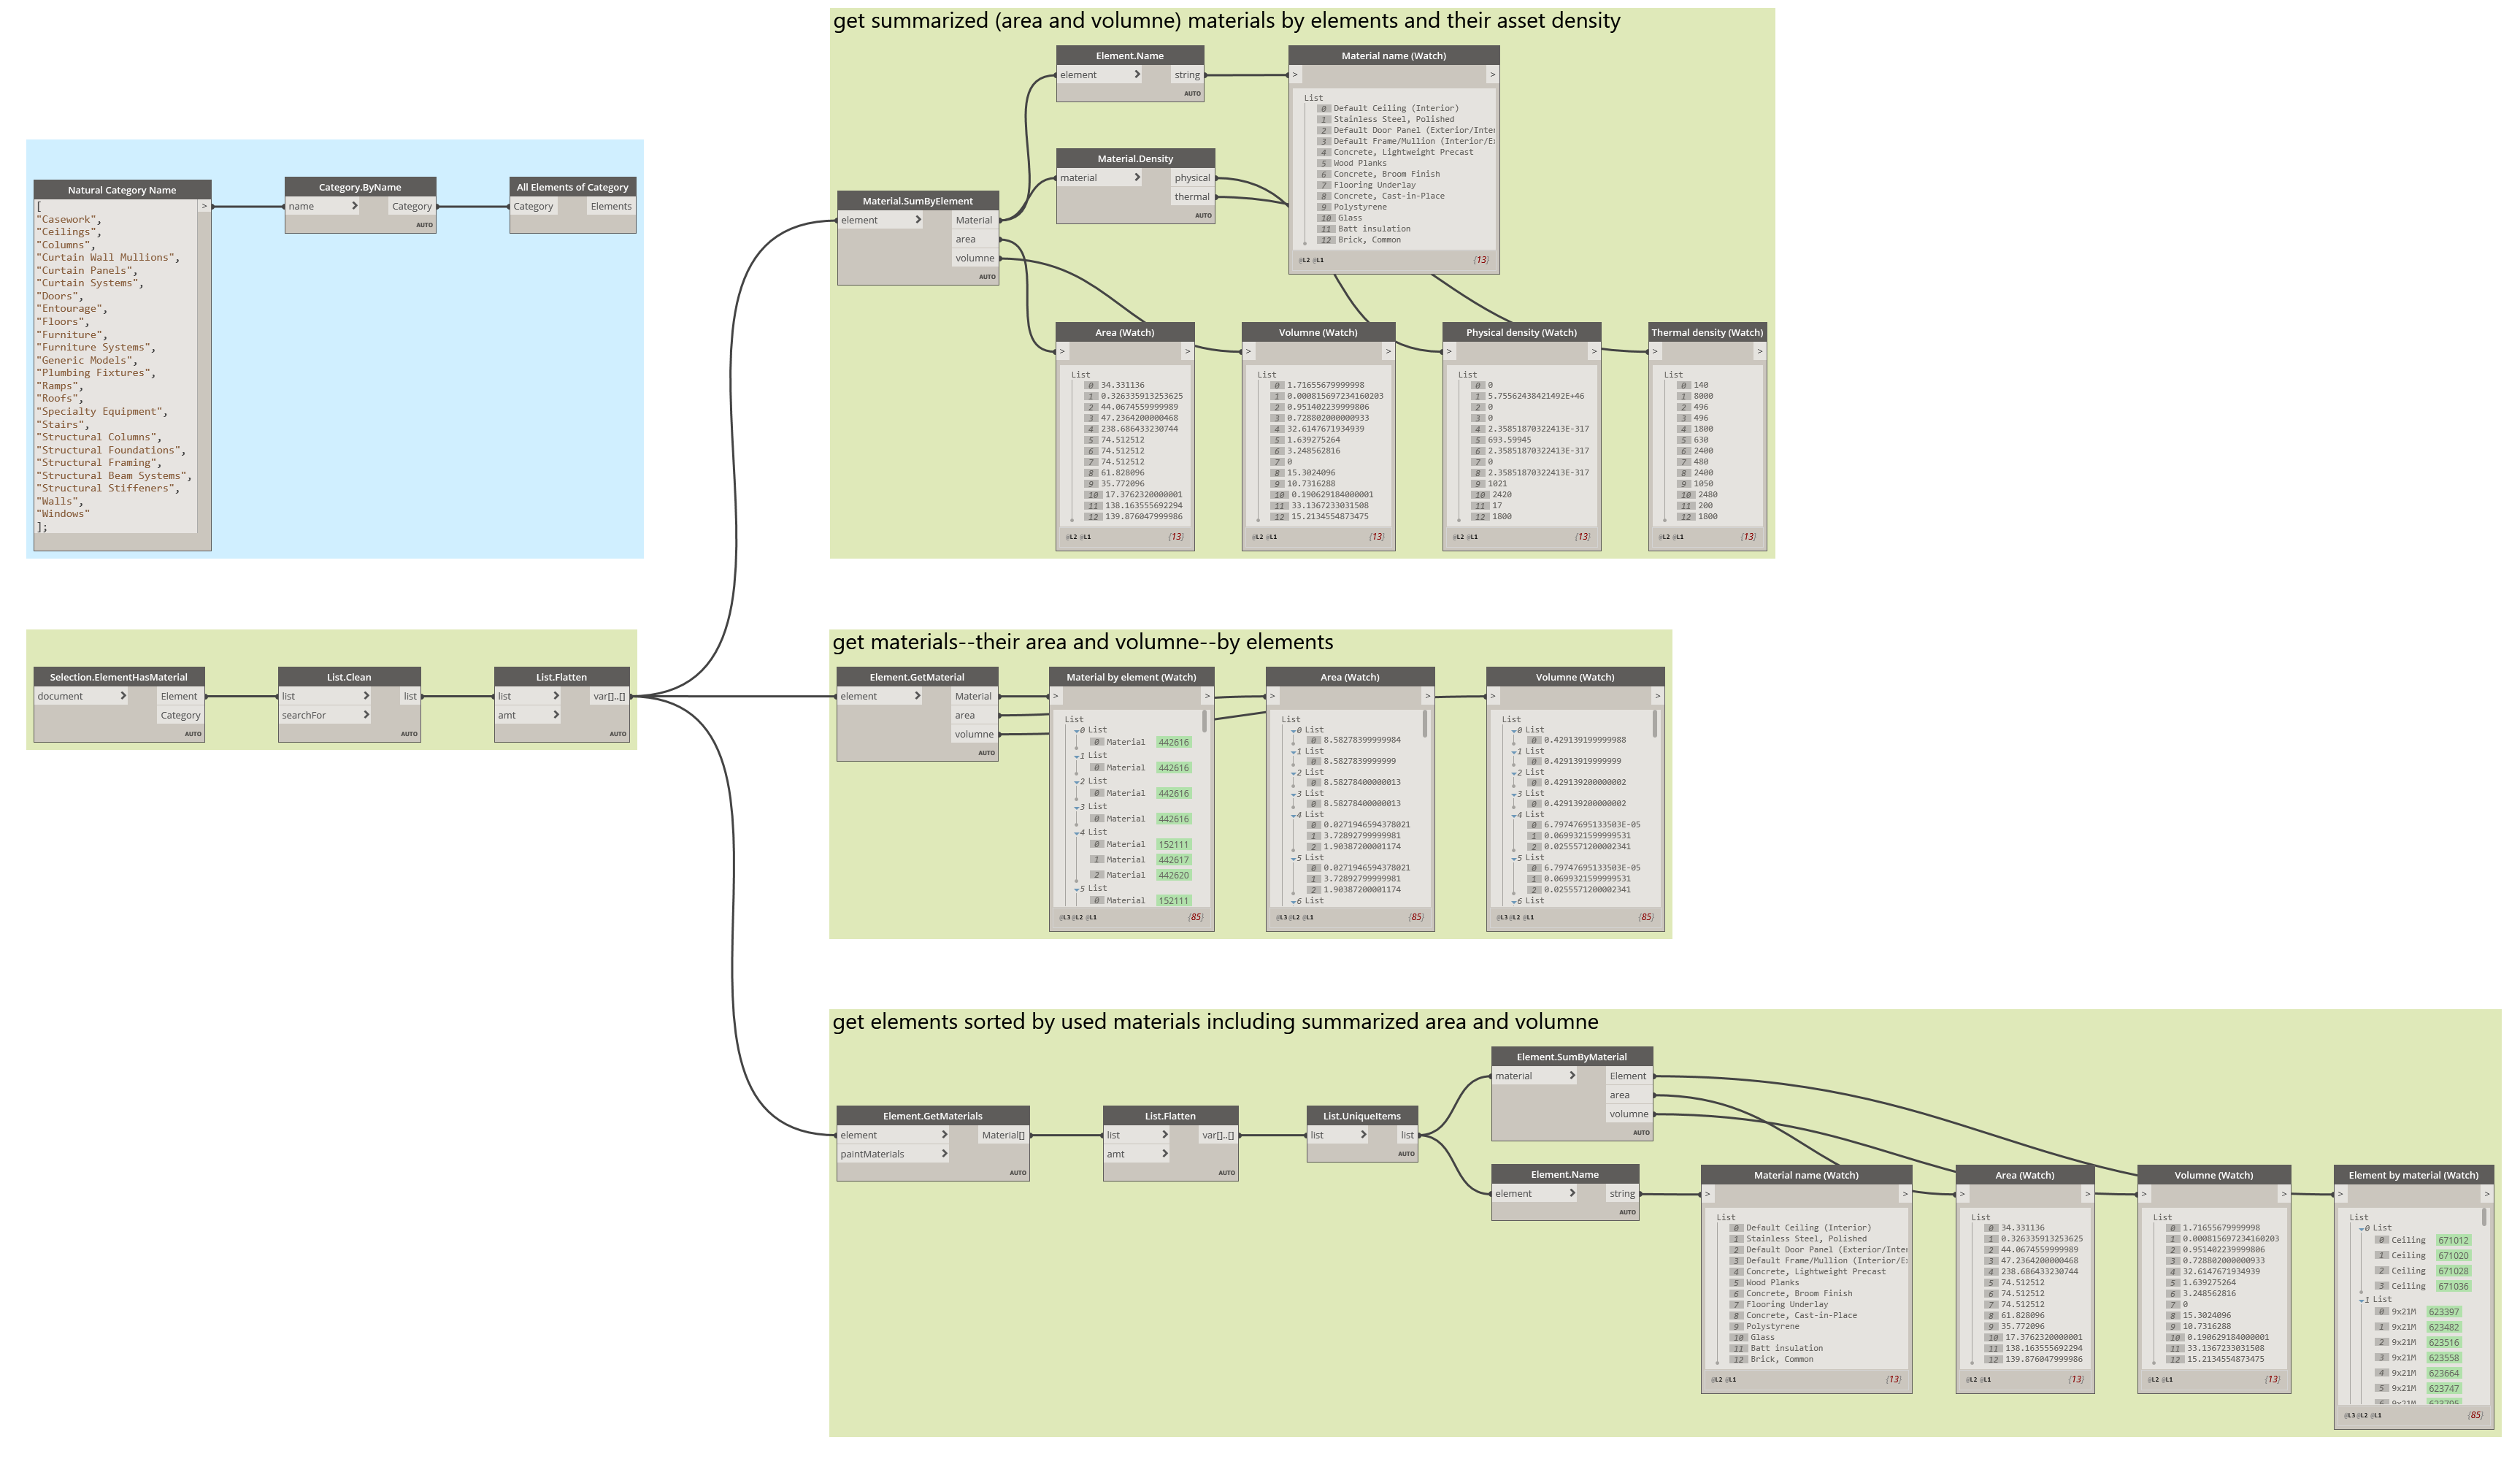 get summarized (area and volumne) materials by elements and their asset density
Element.Name
element > string
AUTO
Material name (Watch)
> >
List
0 Default Ceiling (Interior)
1 Stainless Steel, Polished
2 Default Door Panel (Exterior/Inter
3 Default Frame/Mullion (Interior/Ex
4 Concrete, Lightweight Precast
5 Wood Planks
6 Concrete, Broom Finish
7 Flooring Underlay
8 Concrete, Cast-in-Place
9 Polystyrene
10 Glass
11 Batt insulation
12 Brick, Common
@L2 @L1 {13}
Material.Density
material > physical
thermal
AUTO
Material.SumByElement
element > Material
area
volumne
AUTO
Area (Watch)
> >
List
0 34.331136
1 0.326335913253625
2 44.0674559999989
3 47.2364200000468
4 238.686433230744
5 74.512512
6 74.512512
7 74.512512
8 61.828096
9 35.772096
10 17.3762320000001
11 138.163555692294
12 139.876047999986
@L2 @L1 {13}
Volumne (Watch)
> >
List
0 1.71655679999998
1 0.000815697234160203
2 0.951402239999806
3 0.728802000000933
4 32.6147671934939
5 1.639275264
6 3.248562816
7 0
8 15.3024096
9 10.7316288
10 0.190629184000001
11 33.1367233031508
12 15.2134554873475
@L2 @L1 {13}
Physical density (Watch)
> >
List
0 0
1 5.75562438421492E+46
2 0
3 0
4 2.35851870322413E-317
5 693.59945
6 2.35851870322413E-317
7 0
8 2.35851870322413E-317
9 1021
10 2420
11 17
12 1800
@L2 @L1 {13}
Thermal density (Watch)
> >
List
0 140
1 8000
2 496
3 496
4 1800
5 630
6 2400
7 480
8 2400
9 1050
10 2480
11 200
12 1800
@L2 @L1 {13}
Natural Category Name
[ >
"Casework",
"Ceilings",
"Columns",
"Curtain Wall Mullions",
"Curtain Panels",
"Curtain Systems",
"Doors",
"Entourage",
"Floors",
"Furniture",
"Furniture Systems",
"Generic Models",
"Plumbing Fixtures",
"Ramps",
"Roofs",
"Specialty Equipment",
"Stairs",
"Structural Columns",
"Structural Foundations",
"Structural Framing",
"Structural Beam Systems",
"Structural Stiffeners",
"Walls",
"Windows"
];
Category.ByName
name > Category
AUTO
All Elements of Category
Category Elements
Selection.ElementHasMaterial
document > Element
Category
AUTO
List.Clean
list > list
searchFor >
AUTO
List.Flatten
list > var[]..[]
amt >
AUTO
get materials--their area and volumne--by elements
Element.GetMaterial
element > Material
area
volumne
AUTO
Material by element (Watch)
> >
List
0 List
0 Material 442616
1 List
0 Material 442616
2 List
0 Material 442616
3 List
0 Material 442616
4 List
0 Material 152111
1 Material 442617
2 Material 442620
5 List
0 Material 152111
@L3 @L2 @L1 {85}
Area (Watch)
> >
List
0 List
0 8.58278399999984
1 List
0 8.5827839999999
2 List
0 8.58278400000013
3 List
0 8.58278400000013
4 List
0 0.0271946594378021
1 3.72892799999981
2 1.90387200001174
5 List
0 0.0271946594378021
1 3.72892799999981
2 1.90387200001174
6 List
@L3 @L2 @L1 {85}
Volumne (Watch)
> >
List
0 List
0 0.429139199999988
1 List
0 0.42913919999999
2 List
0 0.429139200000002
3 List
0 0.429139200000002
4 List
0 6.79747695133503E-05
1 0.0699321599999531
2 0.0255571200002341
5 List
0 6.79747695133503E-05
1 0.0699321599999531
2 0.0255571200002341
6 List
@L3 @L2 @L1 {85}
get elements sorted by used materials including summarized area and volumne
Element.GetMaterials
element > Material[]
paintMaterials >
AUTO
List.Flatten
list > var[]..[]
amt >
AUTO
List.UniqueItems
list > list
AUTO
Element.SumByMaterial
material > Element
area
volumne
AUTO
Element.Name
element > string
AUTO
Material name (Watch)
> >
List
0 Default Ceiling (Interior)
1 Stainless Steel, Polished
2 Default Door Panel (Exterior/Inter
3 Default Frame/Mullion (Interior/Ex
4 Concrete, Lightweight Precast
5 Wood Planks
6 Concrete, Broom Finish
7 Flooring Underlay
8 Concrete, Cast-in-Place
9 Polystyrene
10 Glass
11 Batt insulation
12 Brick, Common
@L2 @L1 {13}
Area (Watch)
> >
List
0 34.331136
1 0.326335913253625
2 44.0674559999989
3 47.2364200000468
4 238.686433230744
5 74.512512
6 74.512512
7 74.512512
8 61.828096
9 35.772096
10 17.3762320000001
11 138.163555692294
12 139.876047999986
@L2 @L1 {13}
Volumne (Watch)
> >
List
0 1.71655679999998
1 0.000815697234160203
2 0.951402239999806
3 0.728802000000933
4 32.6147671934939
5 1.639275264
6 3.248562816
7 0
8 15.3024096
9 10.7316288
10 0.190629184000001
11 33.1367233031508
12 15.2134554873475
@L2 @L1 {13}
Element by material (Watch)
> >
List
0 List
0 Ceiling 671012
1 Ceiling 671020
2 Ceiling 671028
3 Ceiling 671036
1 List
0 9x21M 623397
1 9x21M 623482
2 9x21M 623516
3 9x21M 623558
4 9x21M 623664
5 9x21M 623747
@L3 @L2 @L1 {85}